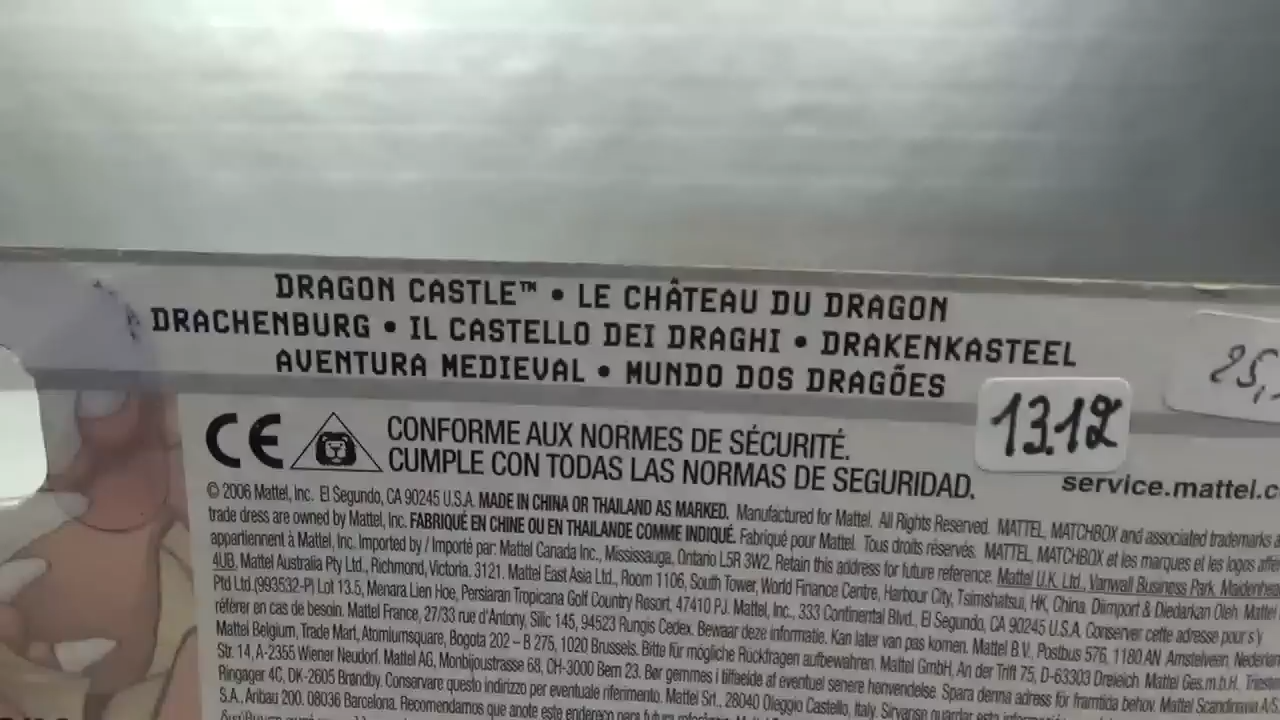 DRAGON CASTLE™ • LE CHÂTEAU DU DRAGON
DRACHENBURG • IL CASTELLO DEI DRAGHI • DRAKENKASTEEL
AVENTURA MEDIEVAL • MUNDO DOS DRAGÕES
25,
13.12
CE
CONFORME AUX NORMES DE SÉCURITÉ.
CUMPLE CON TODAS LAS NORMAS DE SEGURIDAD.
service.mattel.c
© 2006 Mattel, Inc. El Segundo, CA 90245 U.S.A. MADE IN CHINA OR THAILAND AS MARKED. Manufactured for Mattel. All Rights Reserved. MATTEL, MATCHBOX and associated trademarks a
trade dress are owned by Mattel, Inc. FABRIQUÉ EN CHINE OU EN THAILANDE COMME INDIQUÉ. Fabriqué pour Mattel. Tous droits réservés. MATTEL, MATCHBOX et les marques et les logos affé
appartiennent à Mattel, Inc. Imported by / Importé par: Mattel Canada Inc., Mississauga, Ontario L5R 3W2. Retain this address for future reference. Mattel U.K. Ltd., Vanwall Business Park, Maidenhea
4UB. Mattel Australia Pty Ltd., Richmond, Victoria. 3121. Mattel East Asia Ltd., Room 1106, South Tower, World Finance Centre, Harbour City, Tsimshatsui, HK, China. Diimport & Diedarkan Oleh: Mattel
Ptd Ltd.(993532-P) Lot 13.5, Menara Lien Hoe, Persiaran Tropicana Golf Country Resort, 47410 PJ. Mattel, Inc., 333 Continental Blvd., El Segundo, CA 90245 U.S.A. Conserver cette adresse pour s'y
référer en cas de besoin. Mattel France, 27/33 rue d'Antony, Silic 145, 94523 Rungis Cedex. Bewaar deze informatie. Kan later van pas komen. Mattel B.V., Postbus 576, 1180 AN Amstelveen, Nederlan
Mattel Belgium, Trade Mart, Atomiumsquare, Bogota 202 – B 275, 1020 Brussels. Bitte für mögliche Rückfragen aufbewahren. Mattel GmbH, An der Trift 75, D-63303 Dreieich. Mattel Ges.m.b.H., Trieste
Str. 14, A-2355 Wiener Neudorf. Mattel AG, Monbijoustrasse 68, CH-3000 Bern 23. Bør gemmes i tilfælde af eventuel senere henvendelse. Spara denna adress för framtida behov. Mattel Scandinavia A/S
Ringager 4C, DK-2605 Brøndby. Conservare questo indirizzo per eventuale riferimento. Mattel Srl., 28040 Oleggio Castello, Italy. Sírvanse guardar esta información
S.A., Aribau 200. 08036 Barcelona. Recomendamos que anote este endereço para futura